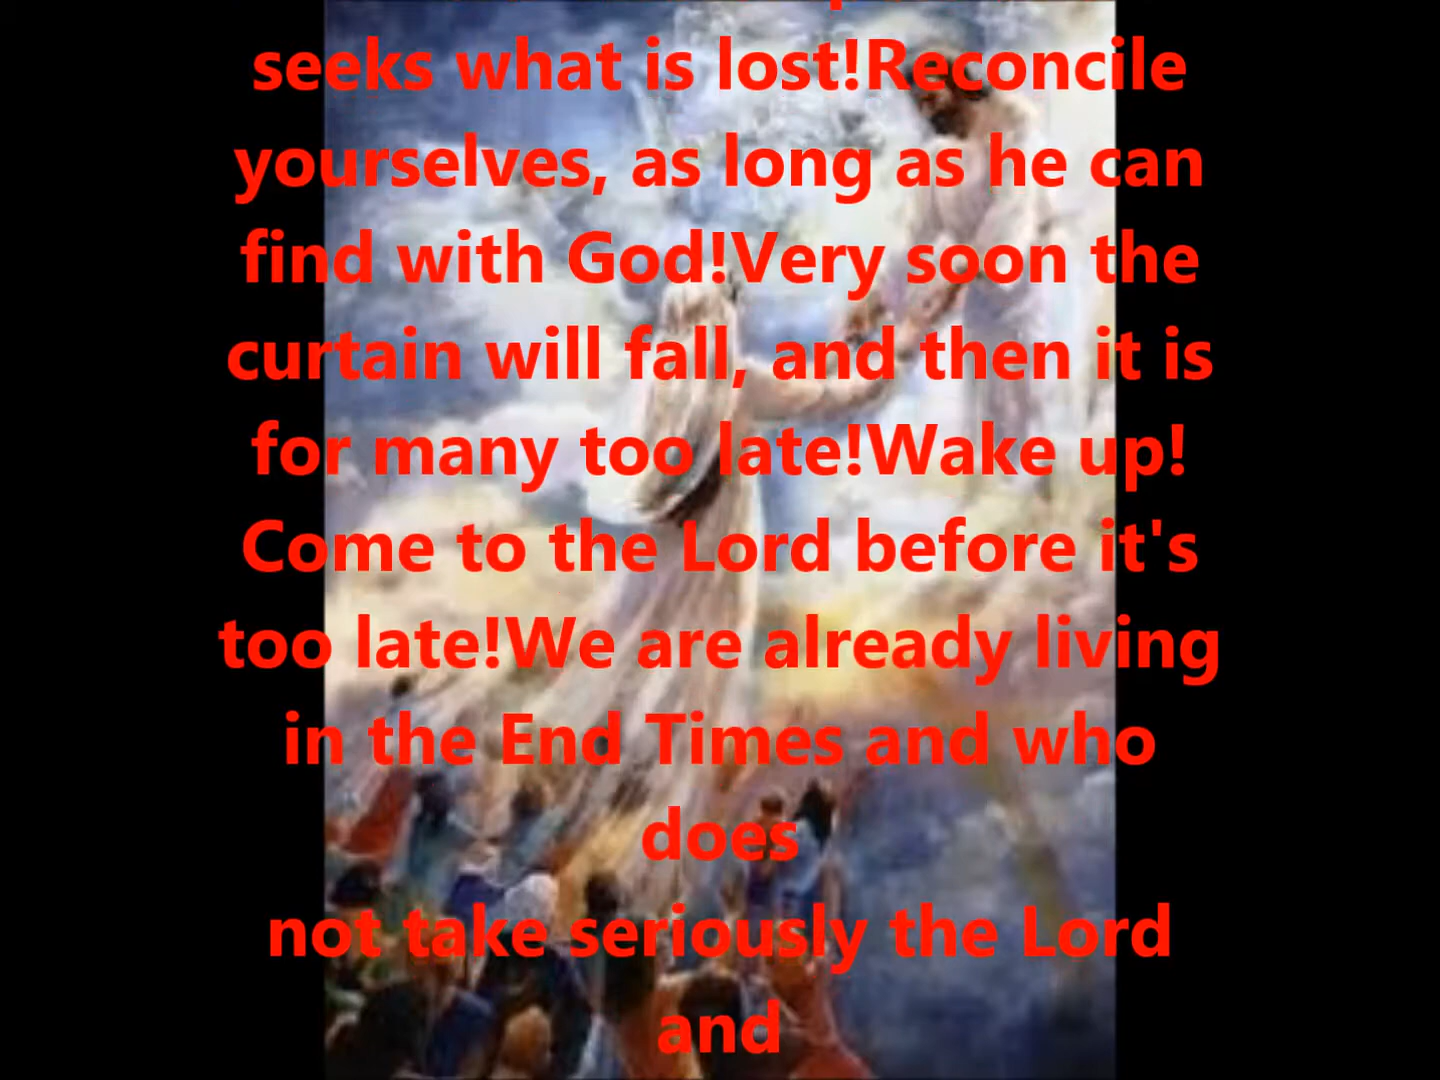 seeks what is lost!Reconcile
yourselves, as long as he can
find with God!Very soon the
curtain will fall, and then it is
for many too late!Wake up!
Come to the Lord before it's
too late!We are already living
in the End Times and who
does
not take seriously the Lord
and